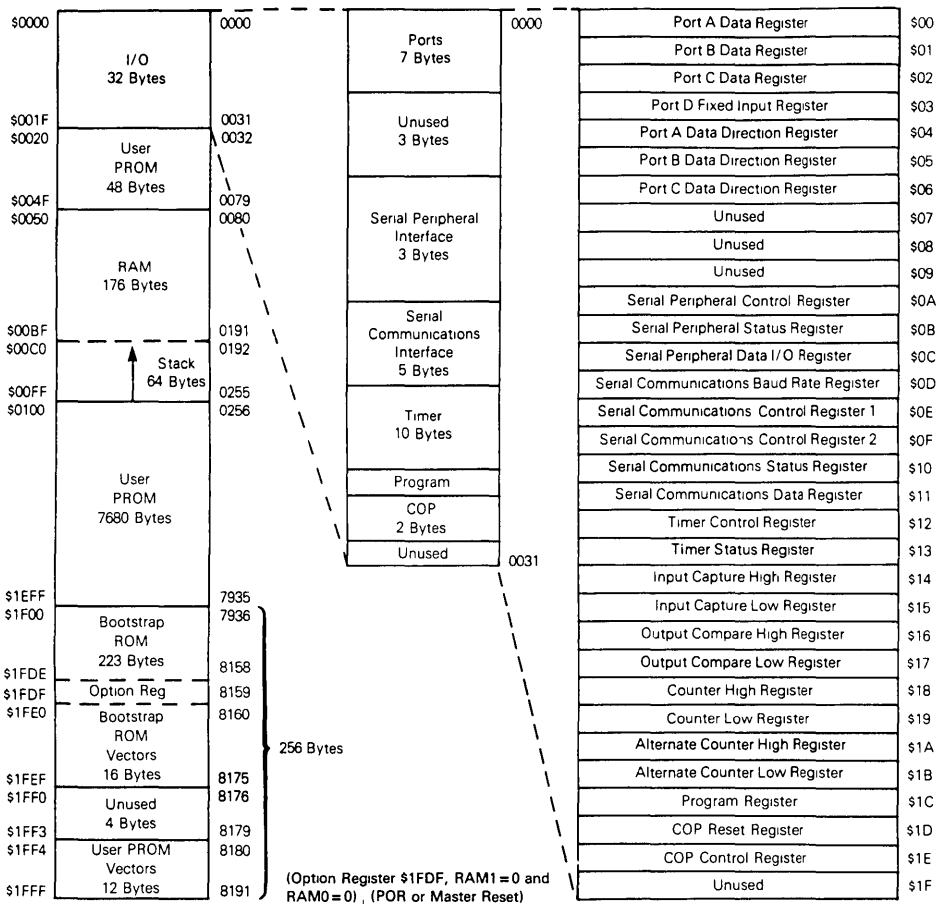 $0000
0000
I/O
32 Bytes
$001F
0031
$0020
0032
User
PROM
48 Bytes
$004F
0079
$0050
0080
RAM
176 Bytes
$00BF
0191
$00C0
0192
Stack
64 Bytes
$00FF
0255
$0100
0256
User
PROM
7680 Bytes
$1EFF
7935
$1F00
7936
Bootstrap
ROM
223 Bytes
$1FDE
8158
$1FDF
Option Reg
8159
$1FE0
8160
Bootstrap
ROM
Vectors
16 Bytes
$1FEF
8175
$1FF0
8176
Unused
4 Bytes
$1FF3
8179
$1FF4
8180
User PROM
Vectors
12 Bytes
$1FFF
8191
256 Bytes
(Option Register $1FDF, RAM1=0 and
RAM0=0), (POR or Master Reset)
0000
Ports
7 Bytes
Unused
3 Bytes
Serial Peripheral
Interface
3 Bytes
Serial
Communications
Interface
5 Bytes
Timer
10 Bytes
Program
COP
2 Bytes
Unused
0031
Port A Data Register $00
Port B Data Register $01
Port C Data Register $02
Port D Fixed Input Register $03
Port A Data Direction Register $04
Port B Data Direction Register $05
Port C Data Direction Register $06
Unused $07
Unused $08
Unused $09
Serial Peripheral Control Register $0A
Serial Peripheral Status Register $0B
Serial Peripheral Data I/O Register $0C
Serial Communications Baud Rate Register $0D
Serial Communications Control Register 1 $0E
Serial Communications Control Register 2 $0F
Serial Communications Status Register $10
Serial Communications Data Register $11
Timer Control Register $12
Timer Status Register $13
Input Capture High Register $14
Input Capture Low Register $15
Output Compare High Register $16
Output Compare Low Register $17
Counter High Register $18
Counter Low Register $19
Alternate Counter High Register $1A
Alternate Counter Low Register $1B
Program Register $1C
COP Reset Register $1D
COP Control Register $1E
Unused $1F